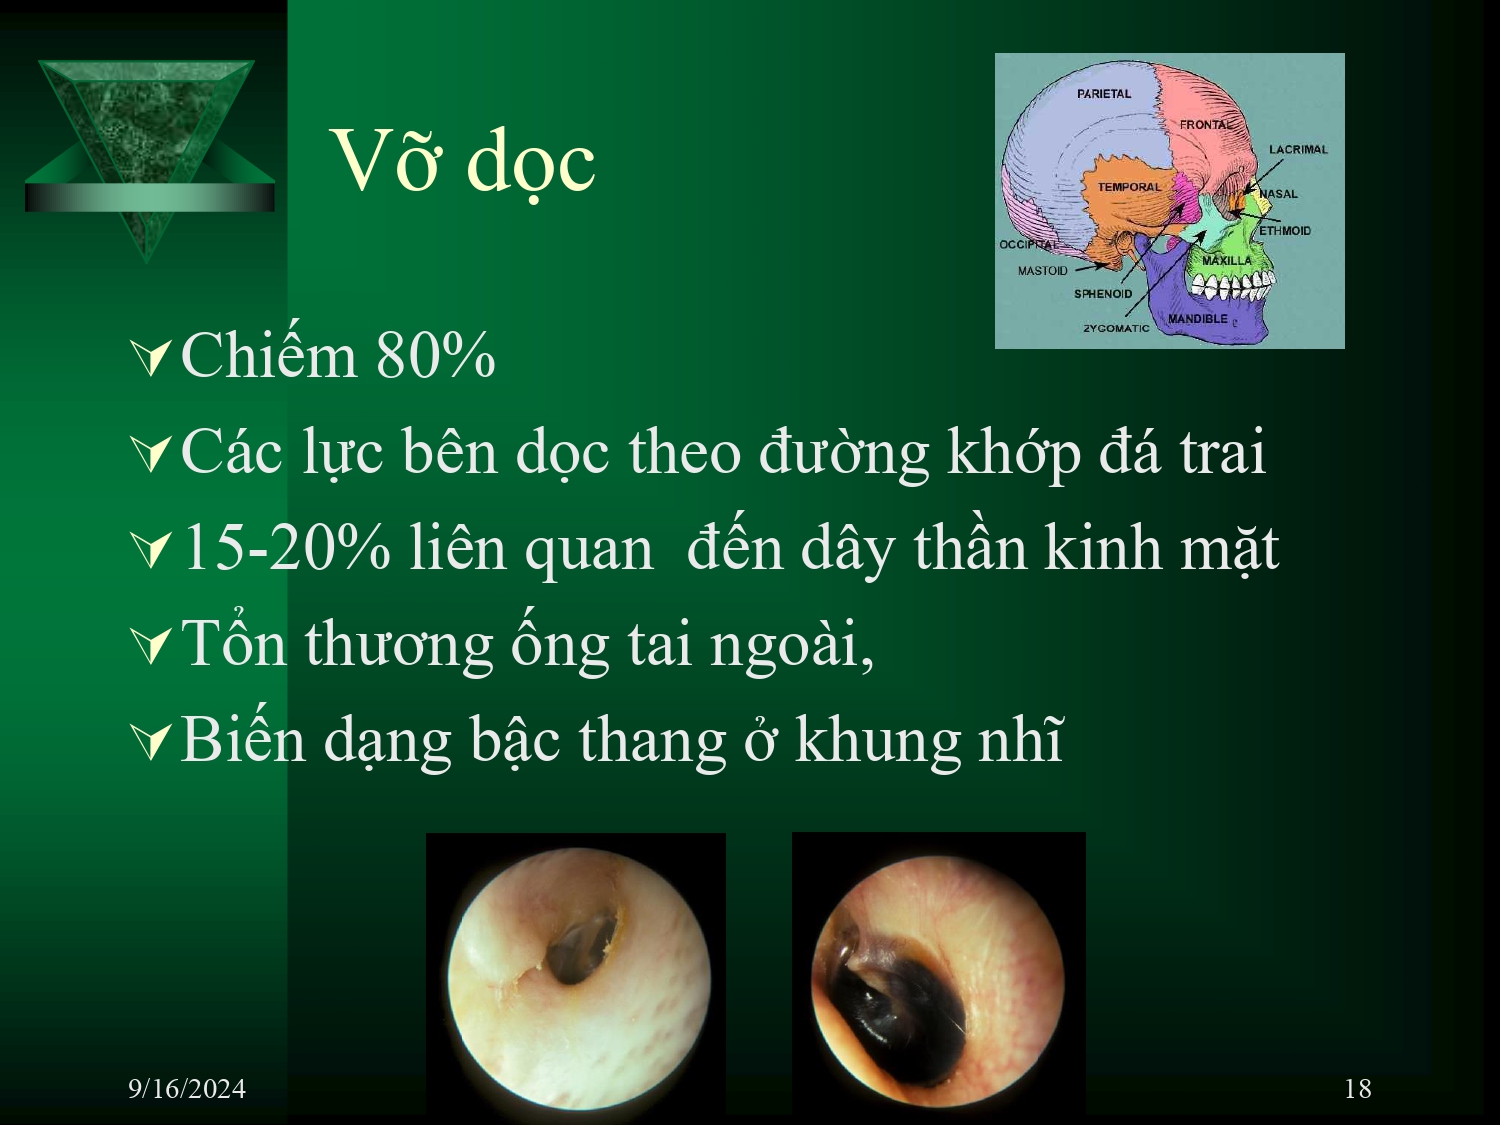 Vỡ dọc
PARIETAL
FRONTAL
LACRIMAL
TEMPORAL
NASAL
ETHMOID
OCCIPITAL
MAXILLA
MASTOID
SPHENOID
MANDIBLE
ZYGOMATIC
Chiếm 80%
Các lực bên dọc theo đường khớp đá trai
15-20% liên quan  đến dây thần kinh mặt
Tổn thương ống tai ngoài,
Biến dạng bậc thang ở khung nhĩ
9/16/2024
18